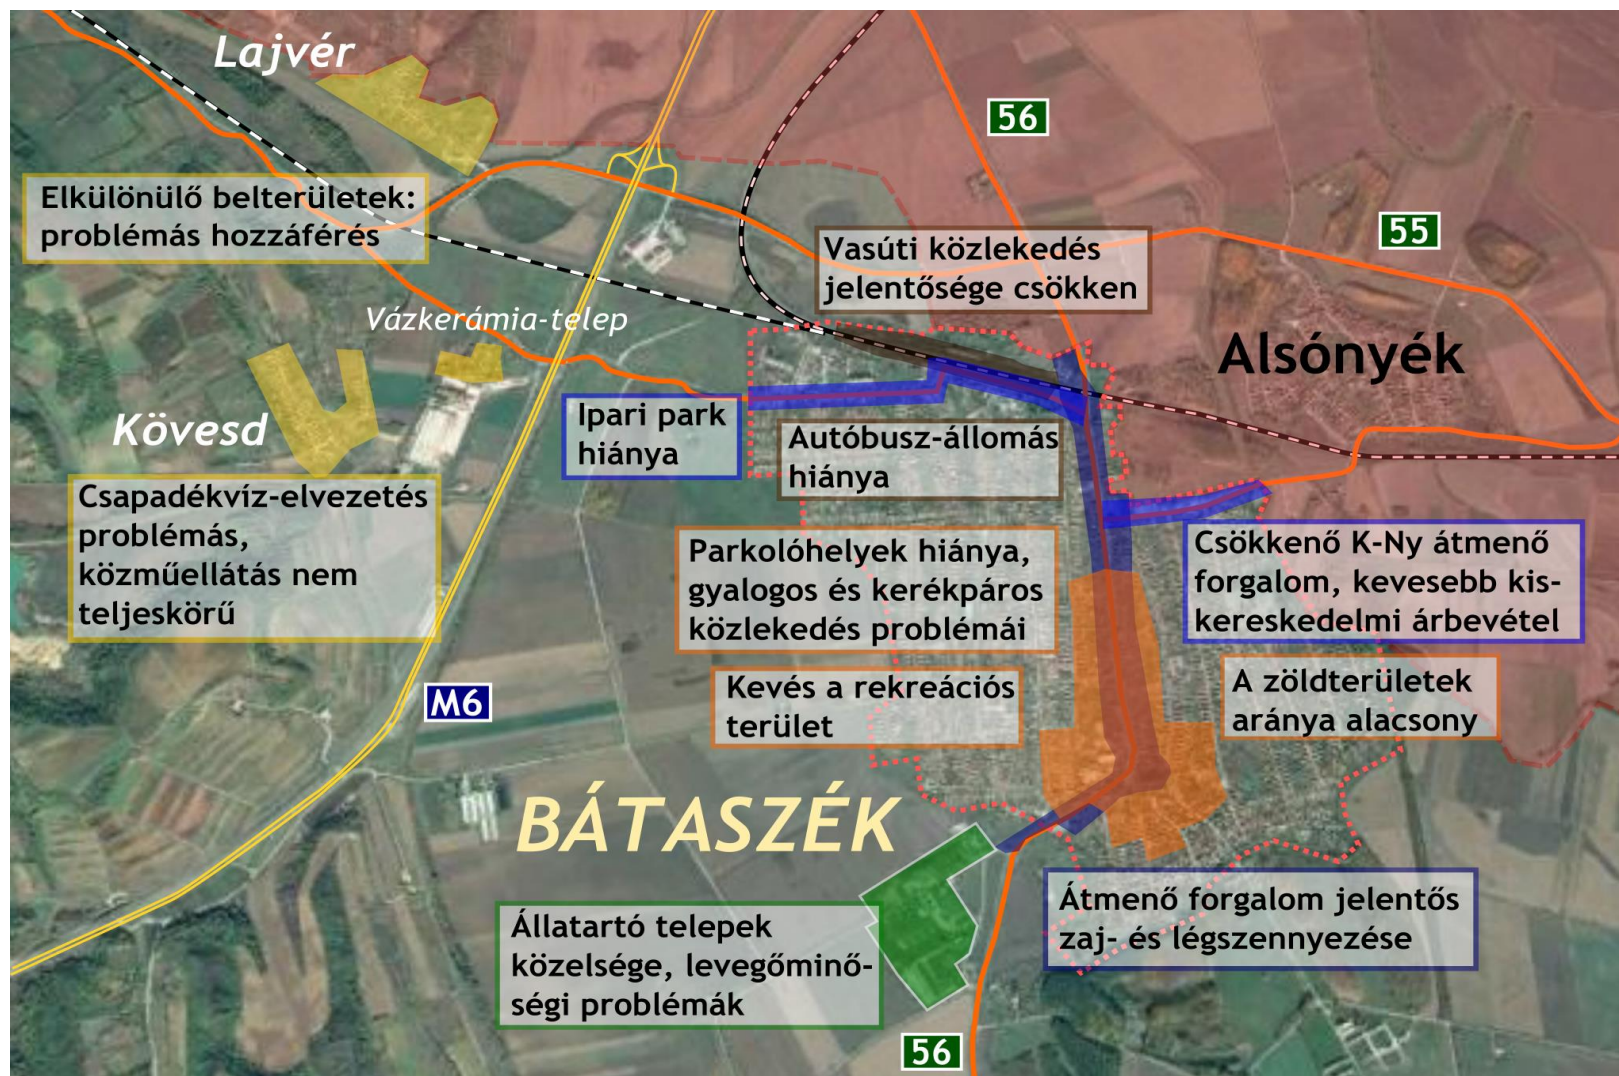 Lajvér
56
Elkülönülő belterületek:
problémás hozzáférés
55
Vasúti közlekedés
jelentősége csökken
Vázkerámia-telep
Alsónyék
Kövesd
Ipari park
hiánya
Autóbusz-állomás
hiánya
Csapadékvíz-elvezetés
problémás,
közműellátás nem
teljeskörű
Parkolóhelyek hiánya,
gyalogos és kerékpáros
közlekedés problémái
Csökkenő K-Ny átmenő
forgalom, kevesebb kis-
kereskedelmi árbevétel
Kevés a rekreációs
terület
A zöldterületek
aránya alacsony
M6
BÁTASZÉK
Állatartó telepek
közelsége, levegőminő-
ségi problémák
Átmenő forgalom jelentős
zaj- és légszennyezése
56